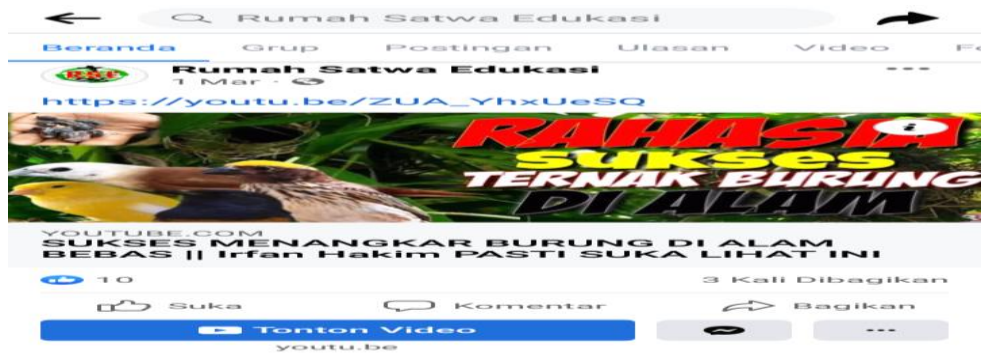 Rumah Satwa Edukasi
Beranda Grup Postingan Ulasan Video Fo
RSE
Rumah Satwa Edukasi
1 Mar ·
https://youtu.be/ZUA_YhxUeSQ
RAHASIA
SUKSES
TERNAK BURUNG
DI ALAM
YOUTUBE.COM
SUKSES MENANGKAR BURUNG DI ALAM
BEBAS || Irfan Hakim PASTI SUKA LIHAT INI
10 3 Kali Dibagikan
Suka Komentar Bagikan
Tonton Video
youtu.be